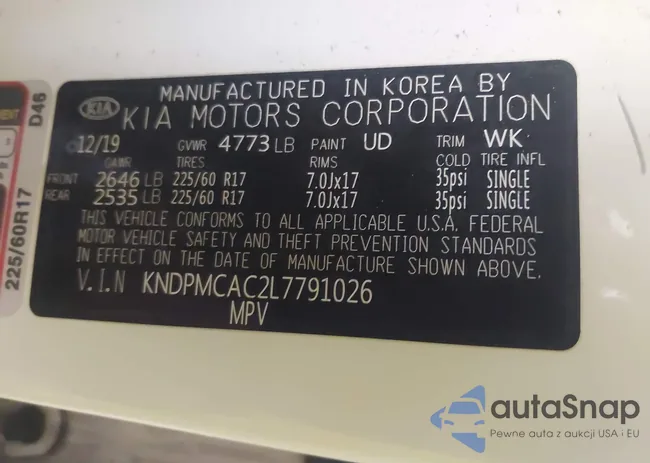 MANUFACTURED IN KOREA BY
KIA KIA MOTORS CORPORATION
12/19 GVWR 4773 LB PAINT UD TRIM WK
GAWR TIRES RIMS COLD TIRE INFL
FRONT 2646 LB 225/60 R17 7.0Jx17 35psi SINGLE
REAR 2535 LB 225/60 R17 7.0Jx17 35psi SINGLE
THIS VEHICLE CONFORMS TO ALL APPLICABLE U.S.A. FEDERAL
MOTOR VEHICLE SAFETY AND THEFT PREVENTION STANDARDS
IN EFFECT ON THE DATE OF MANUFACTURE SHOWN ABOVE.
V.I.N KNDPMCAC2L7791026
MPV
D46
225/60R17
autaSnap
Pewne auta z aukcji USA i EU